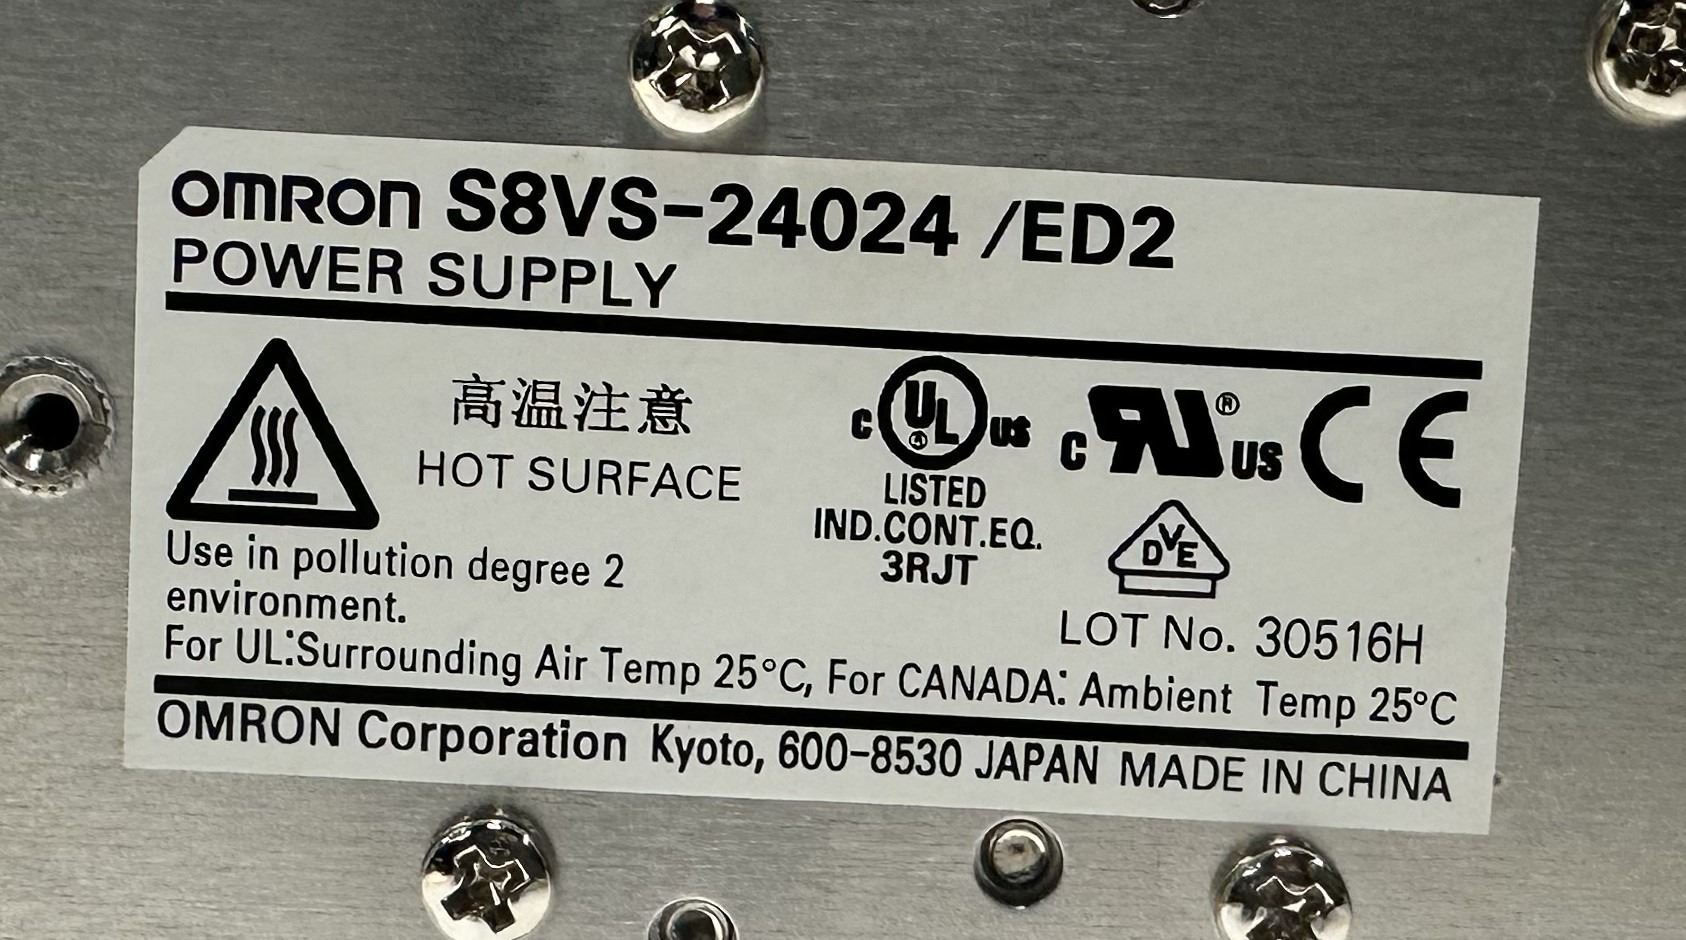 omron S8VS-24024 /ED2
POWER SUPPLY
高温注意
HOT SURFACE
c UL us
LISTED
IND.CONT.EQ.
3RJT
c RU ® US CE
DVE
Use in pollution degree 2
environment.
LOT No. 30516H
For UL:Surrounding Air Temp 25°C, For CANADA: Ambient Temp 25°C
OMRON Corporation Kyoto, 600-8530 JAPAN MADE IN CHINA